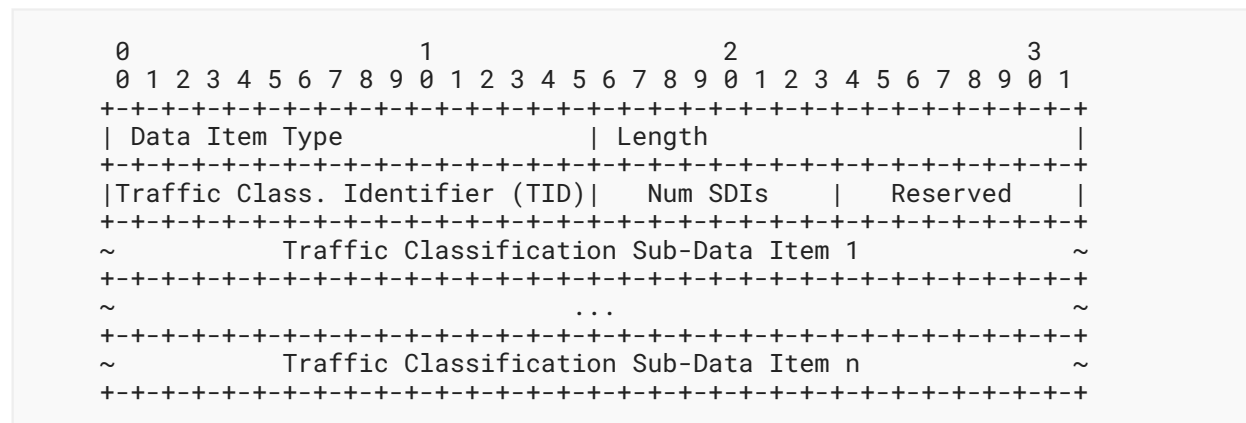 0                   1                   2                   3
 0 1 2 3 4 5 6 7 8 9 0 1 2 3 4 5 6 7 8 9 0 1 2 3 4 5 6 7 8 9 0 1
+-+-+-+-+-+-+-+-+-+-+-+-+-+-+-+-+-+-+-+-+-+-+-+-+-+-+-+-+-+-+-+-+
| Data Item Type                | Length                        |
+-+-+-+-+-+-+-+-+-+-+-+-+-+-+-+-+-+-+-+-+-+-+-+-+-+-+-+-+-+-+-+-+
|Traffic Class. Identifier (TID)|   Num SDIs    |   Reserved    |
+-+-+-+-+-+-+-+-+-+-+-+-+-+-+-+-+-+-+-+-+-+-+-+-+-+-+-+-+-+-+-+-+
~           Traffic Classification Sub-Data Item 1              ~
+-+-+-+-+-+-+-+-+-+-+-+-+-+-+-+-+-+-+-+-+-+-+-+-+-+-+-+-+-+-+-+-+
~                              ...                              ~
+-+-+-+-+-+-+-+-+-+-+-+-+-+-+-+-+-+-+-+-+-+-+-+-+-+-+-+-+-+-+-+-+
~           Traffic Classification Sub-Data Item n              ~
+-+-+-+-+-+-+-+-+-+-+-+-+-+-+-+-+-+-+-+-+-+-+-+-+-+-+-+-+-+-+-+-+